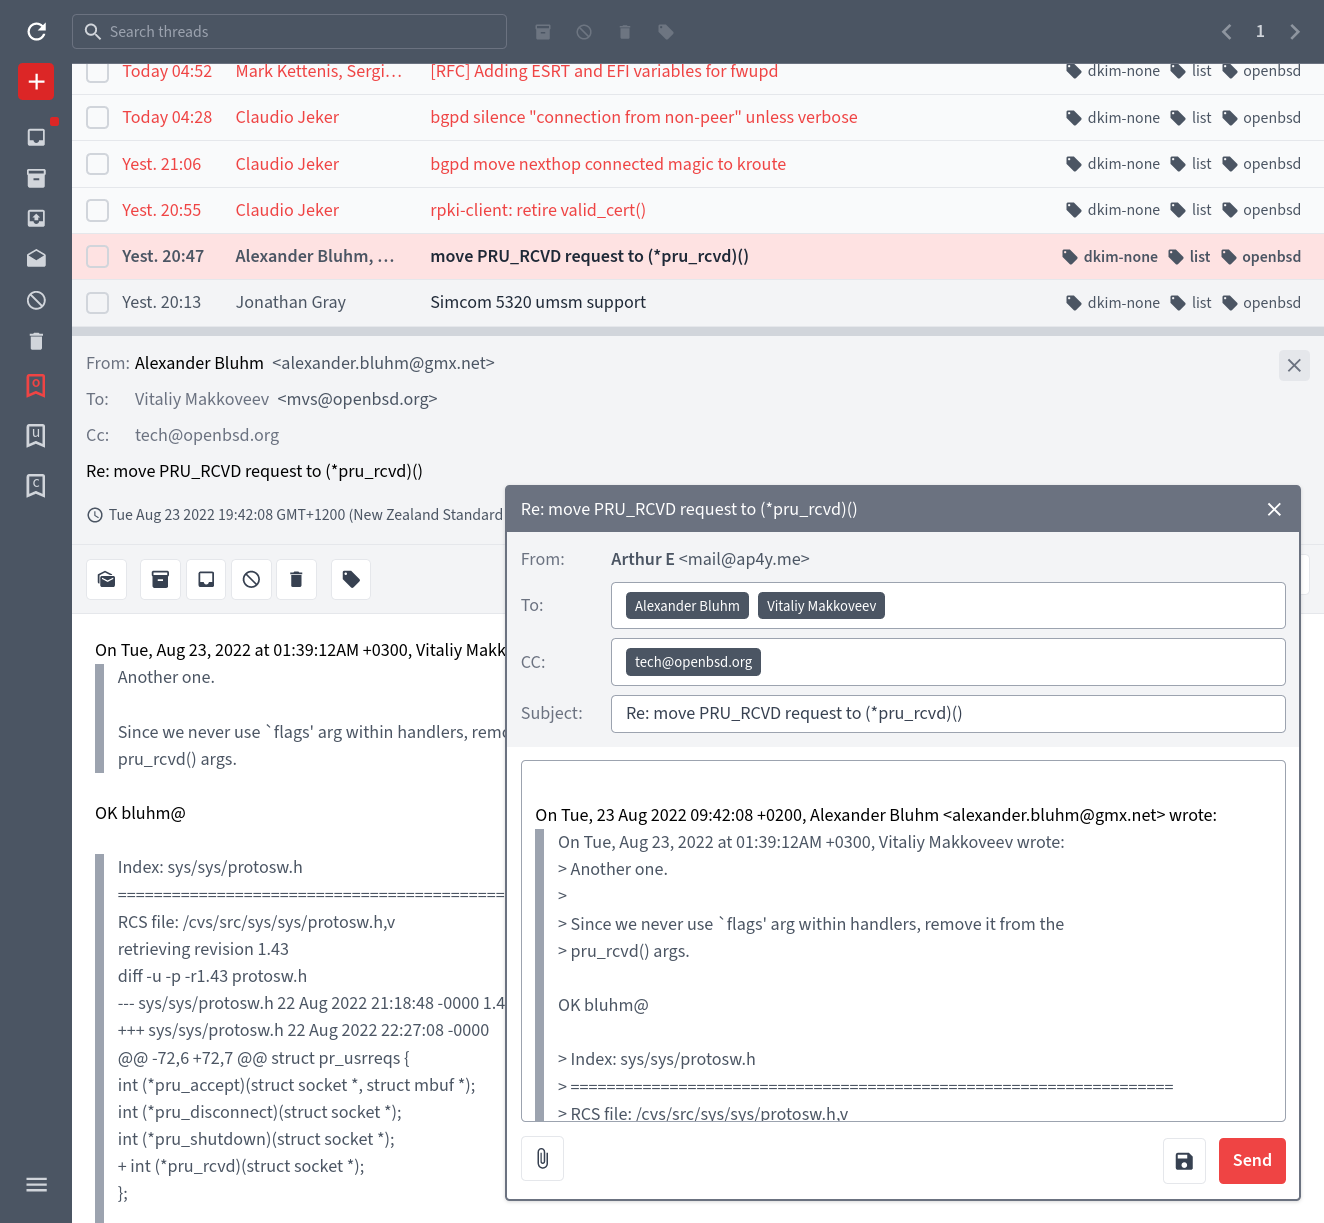 Search threads
1
Today 04:52 Mark Kettenis, Sergi... [RFC] Adding ESRT and EFI variables for fwupd dkim-none list openbsd
Today 04:28 Claudio Jeker bgpd silence "connection from non-peer" unless verbose dkim-none list openbsd
Yest. 21:06 Claudio Jeker bgpd move nexthop connected magic to kroute dkim-none list openbsd
Yest. 20:55 Claudio Jeker rpki-client: retire valid_cert() dkim-none list openbsd
Yest. 20:47 Alexander Bluhm, ... move PRU_RCVD request to (*pru_rcvd)() dkim-none list openbsd
Yest. 20:13 Jonathan Gray Simcom 5320 umsm support dkim-none list openbsd
O
U
C
From: Alexander Bluhm <alexander.bluhm@gmx.net>
To: Vitaliy Makkoveev <mvs@openbsd.org>
Cc: tech@openbsd.org
Re: move PRU_RCVD request to (*pru_rcvd)()
Tue Aug 23 2022 19:42:08 GMT+1200 (New Zealand Standard
On Tue, Aug 23, 2022 at 01:39:12AM +0300, Vitaliy Makk
Another one.
Since we never use `flags' arg within handlers, remo
pru_rcvd() args.
OK bluhm@
Index: sys/sys/protosw.h
===========================================
RCS file: /cvs/src/sys/sys/protosw.h,v
retrieving revision 1.43
diff -u -p -r1.43 protosw.h
--- sys/sys/protosw.h 22 Aug 2022 21:18:48 -0000 1.4
+++ sys/sys/protosw.h 22 Aug 2022 22:27:08 -0000
@@ -72,6 +72,7 @@ struct pr_usrreqs {
int (*pru_accept)(struct socket *, struct mbuf *);
int (*pru_disconnect)(struct socket *);
int (*pru_shutdown)(struct socket *);
+ int (*pru_rcvd)(struct socket *);
};
Re: move PRU_RCVD request to (*pru_rcvd)()
From: Arthur E <mail@ap4y.me>
To: Alexander Bluhm Vitaliy Makkoveev
CC: tech@openbsd.org
Subject: Re: move PRU_RCVD request to (*pru_rcvd)()
On Tue, 23 Aug 2022 09:42:08 +0200, Alexander Bluhm <alexander.bluhm@gmx.net> wrote:
On Tue, Aug 23, 2022 at 01:39:12AM +0300, Vitaliy Makkoveev wrote:
> Another one.
>
> Since we never use `flags' arg within handlers, remove it from the
> pru_rcvd() args.
OK bluhm@
> Index: sys/sys/protosw.h
> ===================================================================
> RCS file: /cvs/src/sys/sys/protosw.h,v
Send